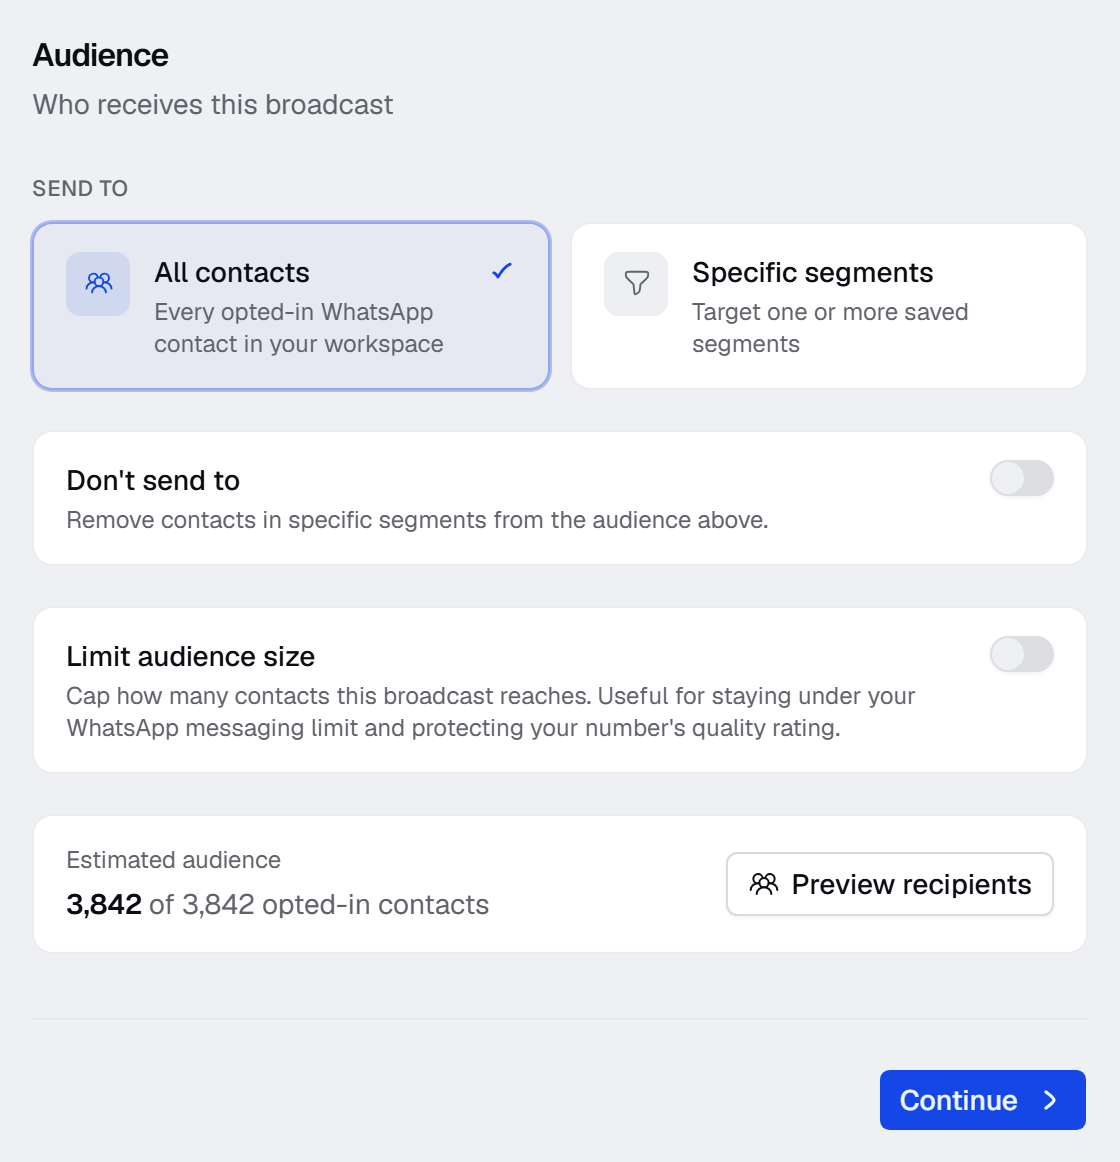 Audience
Who receives this broadcast
SEND TO
All contacts
Every opted-in WhatsApp
contact in your workspace
Specific segments
Target one or more saved
segments
Don't send to
Remove contacts in specific segments from the audience above.
Limit audience size
Cap how many contacts this broadcast reaches. Useful for staying under your
WhatsApp messaging limit and protecting your number's quality rating.
Estimated audience
3,842 of 3,842 opted-in contacts
Preview recipients
Continue